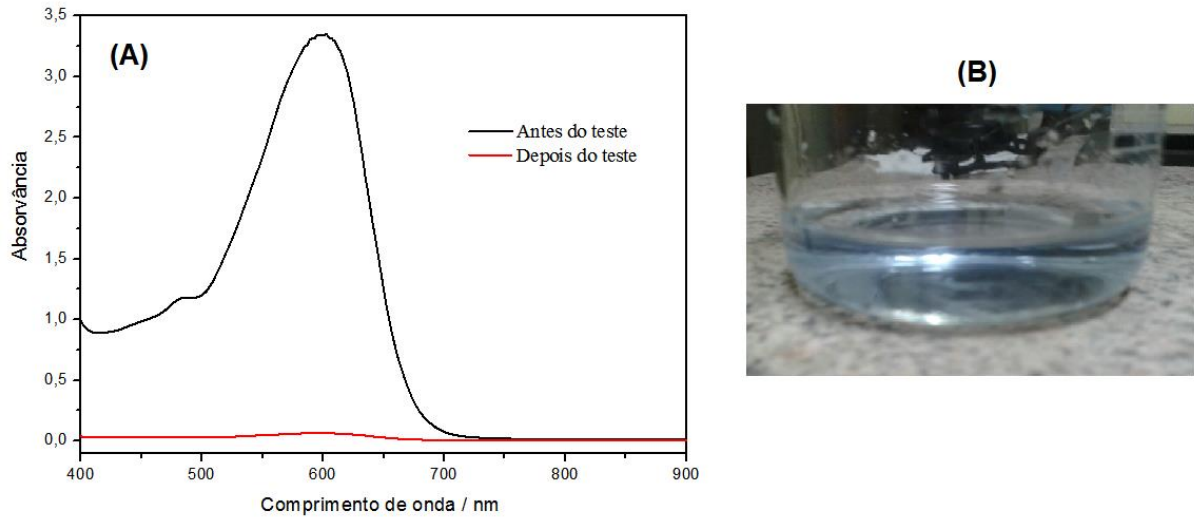 (A)
(B)
3,5
3,0
2,5
2,0
1,5
1,0
0,5
0,0
Absorvância
Antes do teste
Depois do teste
400 500 600 700 800 900
Comprimento de onda / nm